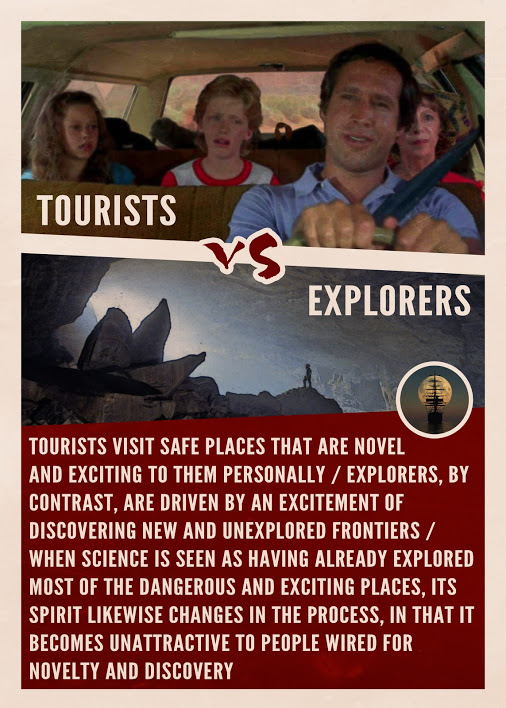 TOURISTS
VS
EXPLORERS
TOURISTS VISIT SAFE PLACES THAT ARE NOVEL
AND EXCITING TO THEM PERSONALLY / EXPLORERS, BY
CONTRAST, ARE DRIVEN BY AN EXCITEMENT OF
DISCOVERING NEW AND UNEXPLORED FRONTIERS /
WHEN SCIENCE IS SEEN AS HAVING ALREADY EXPLORED
MOST OF THE DANGEROUS AND EXCITING PLACES, ITS
SPIRIT LIKEWISE CHANGES IN THE PROCESS, IN THAT IT
BECOMES UNATTRACTIVE TO PEOPLE WIRED FOR
NOVELTY AND DISCOVERY